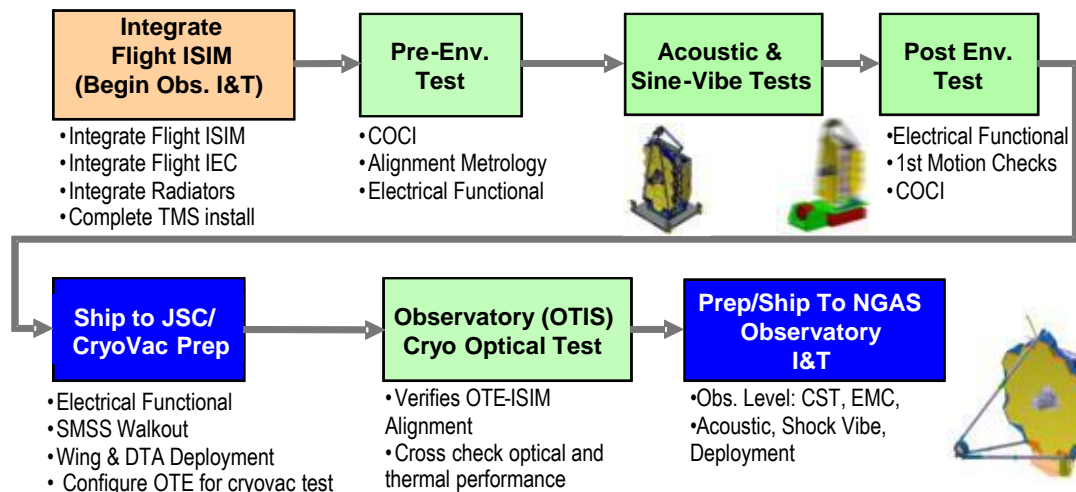 Integrate
Flight ISIM
(Begin Obs. I&T)
•Integrate Flight ISIM
•Integrate Flight IEC
•Integrate Radiators
•Complete TMS install
Pre-Env.
Test
•COCI
•Alignment Metrology
•Electrical Functional
Acoustic &
Sine-Vibe Tests
Post Env.
Test
•Electrical Functional
•1st Motion Checks
•COCI
Ship to JSC/
CryoVac Prep
•Electrical Functional
•SMSS Walkout
•Wing & DTA Deployment
• Configure OTE for cryovac test
Observatory (OTIS)
Cryo Optical Test
•Verifies OTE-ISIM
Alignment
•Cross check optical and
thermal performance
Prep/Ship To NGAS
Observatory
I&T
•Obs. Level: CST, EMC,
•Acoustic, Shock Vibe,
Deployment